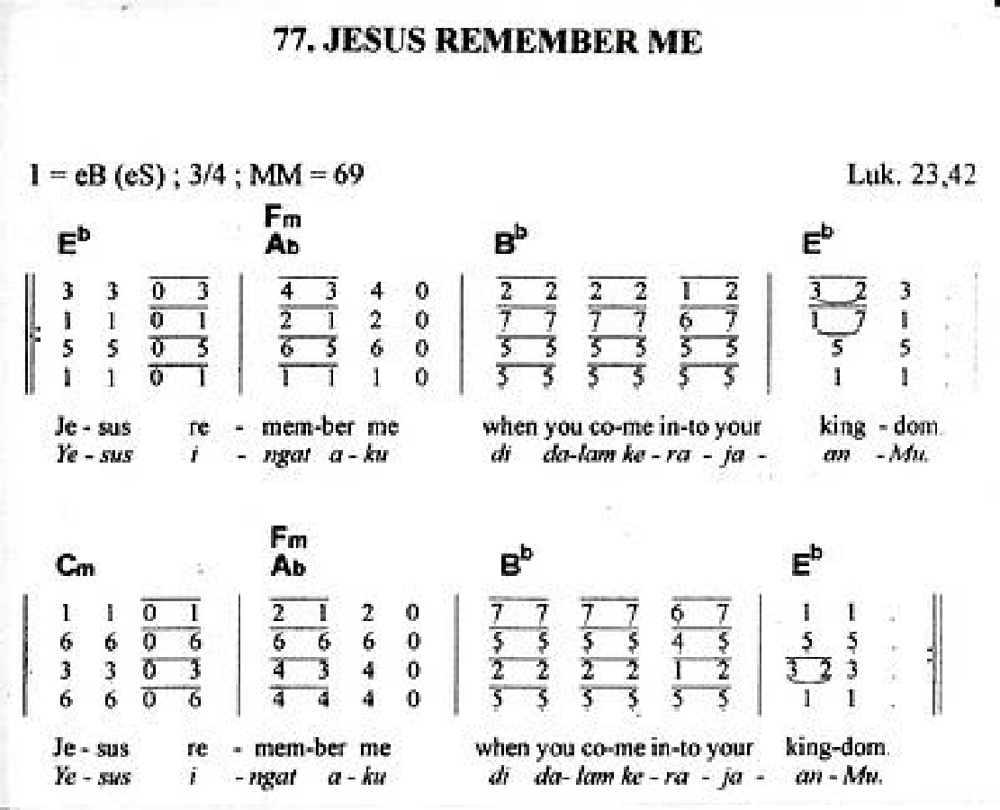 77. JESUS REMEMBER ME
1 = eB (eS) ; 3/4 ; MM = 69 Luk. 23,42
Fm
E♭ Ab B♭ E♭
3 3 0 3 4 3 4 0 2 2 2 2 1 2 3 2 3 .
1 1 0 1 2 1 2 0 7 7 7 7 6 7 1 7 1 .
5 5 0 5 6 5 6 0 5 5 5 5 5 5 5 5 .
1 1 0 1 1 1 1 0 5 5 5 5 5 5 1 1 .
Je - sus re - mem-ber me when you co-me in-to your king - dom.
Ye - sus i - ngat a - ku di da-lam ke - ra - ja - an - Mu.
Fm
Cm Ab B♭ E♭
1 1 0 1 2 1 2 0 7 7 7 7 6 7 1 1 .
6 6 0 6 6 6 6 0 5 5 5 5 4 5 5 5 .
3 3 0 3 4 3 4 0 2 2 2 2 1 2 3 2 3 .
6 6 0 6 4 4 4 0 5 5 5 5 5 5 1 1 .
Je - sus re - mem-ber me when you co-me in-to your king-dom.
Ye - sus i - ngat a - ku di da- lam ke - ra - ja - an - Mu.